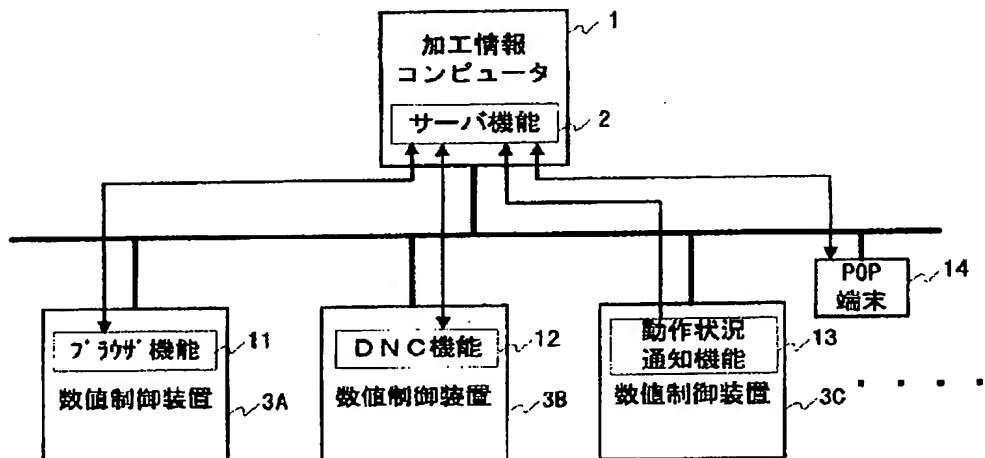 1
加工情報
コンピュータ
サーバ機能
2
POP
端末
14
ブラウザ機能
11
数値制御装置
3A
DNC機能
12
数値制御装置
3B
動作状況
通知機能
13
数値制御装置
3C
. . . .